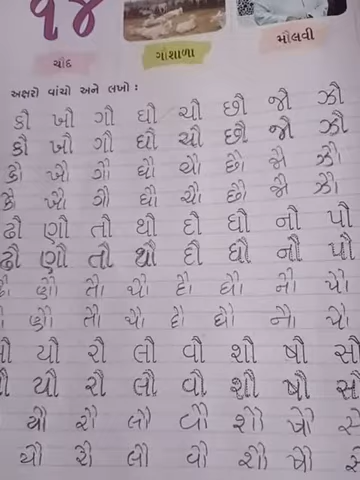 ૧૪
ચૌદ ગૌશાળા મૌલવી
અક્ષરો વાંચો અને લખો :
કૌ ખૌ ગૌ ઘૌ ચૌ છૌ જૌ ઝૌ
કૌ ખૌ ગૌ ઘૌ ચૌ છૌ જૌ ઝૌ
કૌ ખૌ ગૌ ઘૌ ચૌ છૌ જૌ ઝૌ
કૌ ખૌ ગૌ ઘૌ ચૌ છૌ જૌ ઝૌ
ઢૌ ણૌ તૌ થૌ દૌ ધૌ નૌ પૌ
ઢૌ ણૌ તૌ થૌ દૌ ધૌ નૌ પૌ
ણૌ તૌ થૌ દૌ ધૌ નૌ પૌ
ણૌ તૌ થૌ દૌ ધૌ નૌ પૌ
યૌ રૌ લૌ વૌ શૌ ષૌ સૌ
યૌ રૌ લૌ વૌ શૌ ષૌ સૌ
યૌ રૌ લૌ વૌ શૌ ષૌ
યૌ રૌ લૌ વૌ શૌ ષૌ